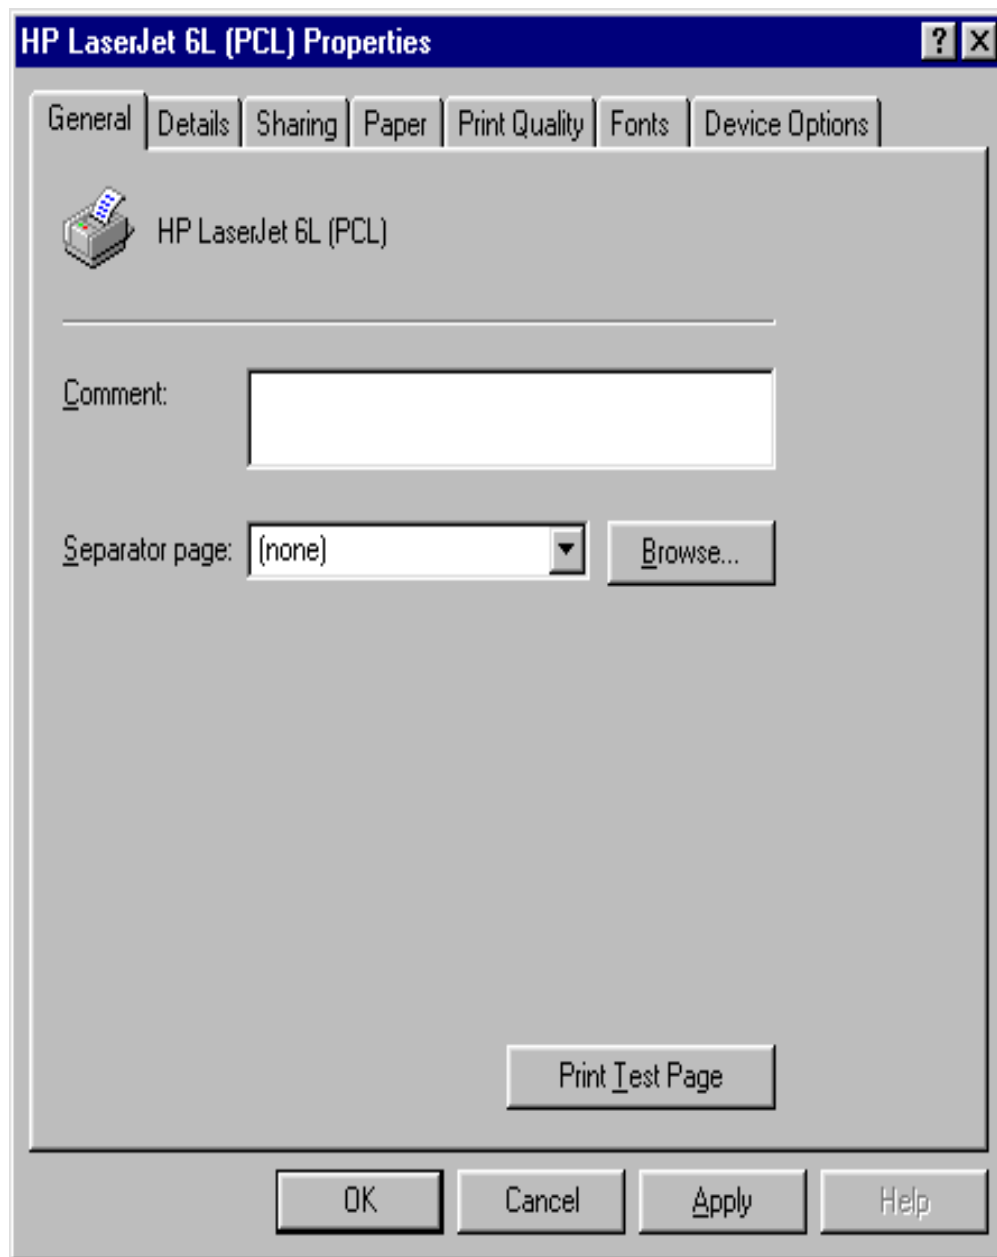 HP LaserJet 6L (PCL) Properties
General Details Sharing Paper Print Quality Fonts Device Options
HP LaserJet 6L (PCL)
Comment:
Separator page: (none) Browse...
Print Test Page
OK Cancel Apply Help